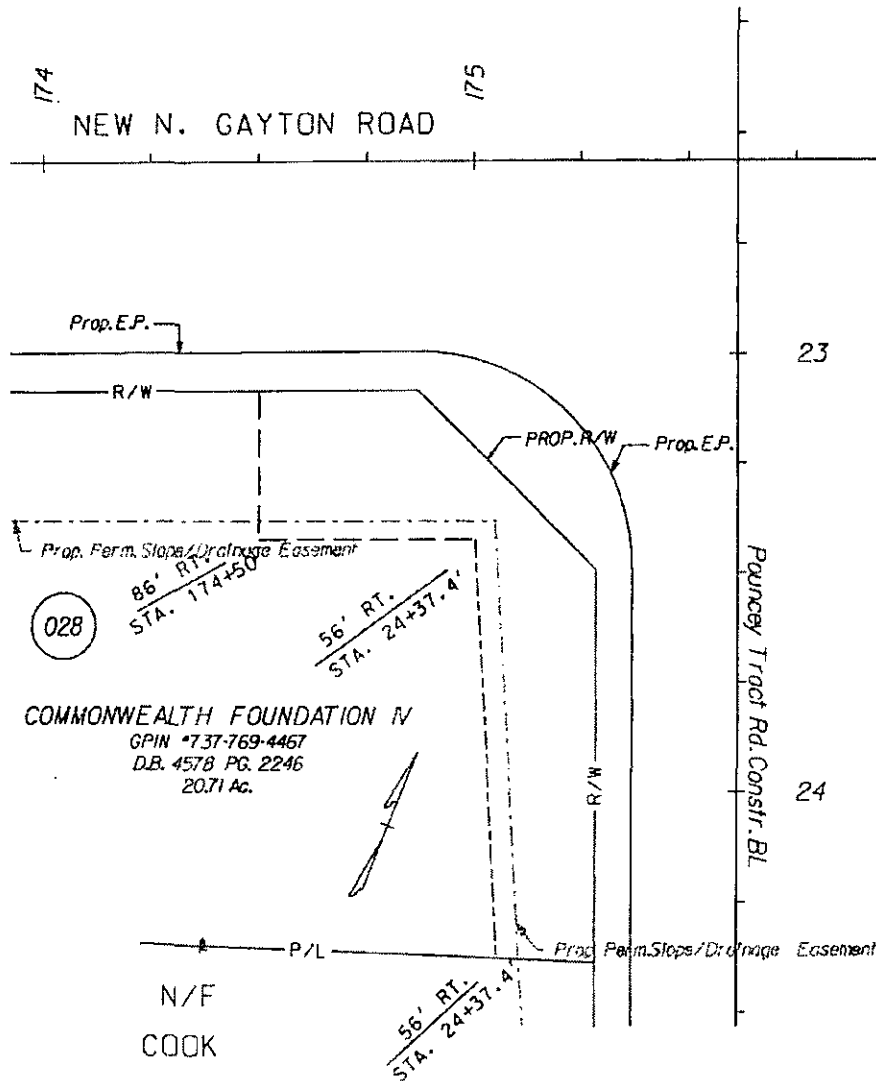 174
175
NEW N. GAYTON ROAD
Prop. E.P.
23
R/W
PROP. R/W
Prop. E.P.
Prop. Perm. Slope/Drainage Easement
86' RT.
STA. 174+50
56' RT.
STA. 24+37.4'
028
Pouncey Tract Rd. Constr. BL
COMMONWEALTH FOUNDATION IV
GPIN #737-769-4467
D.B. 4578 PG. 2246
20.71 Ac.
R/W
24
P/L
Prop Perm. Slope/Drainage Easement
N/F
COOK
56' RT.
STA. 24+37.4'